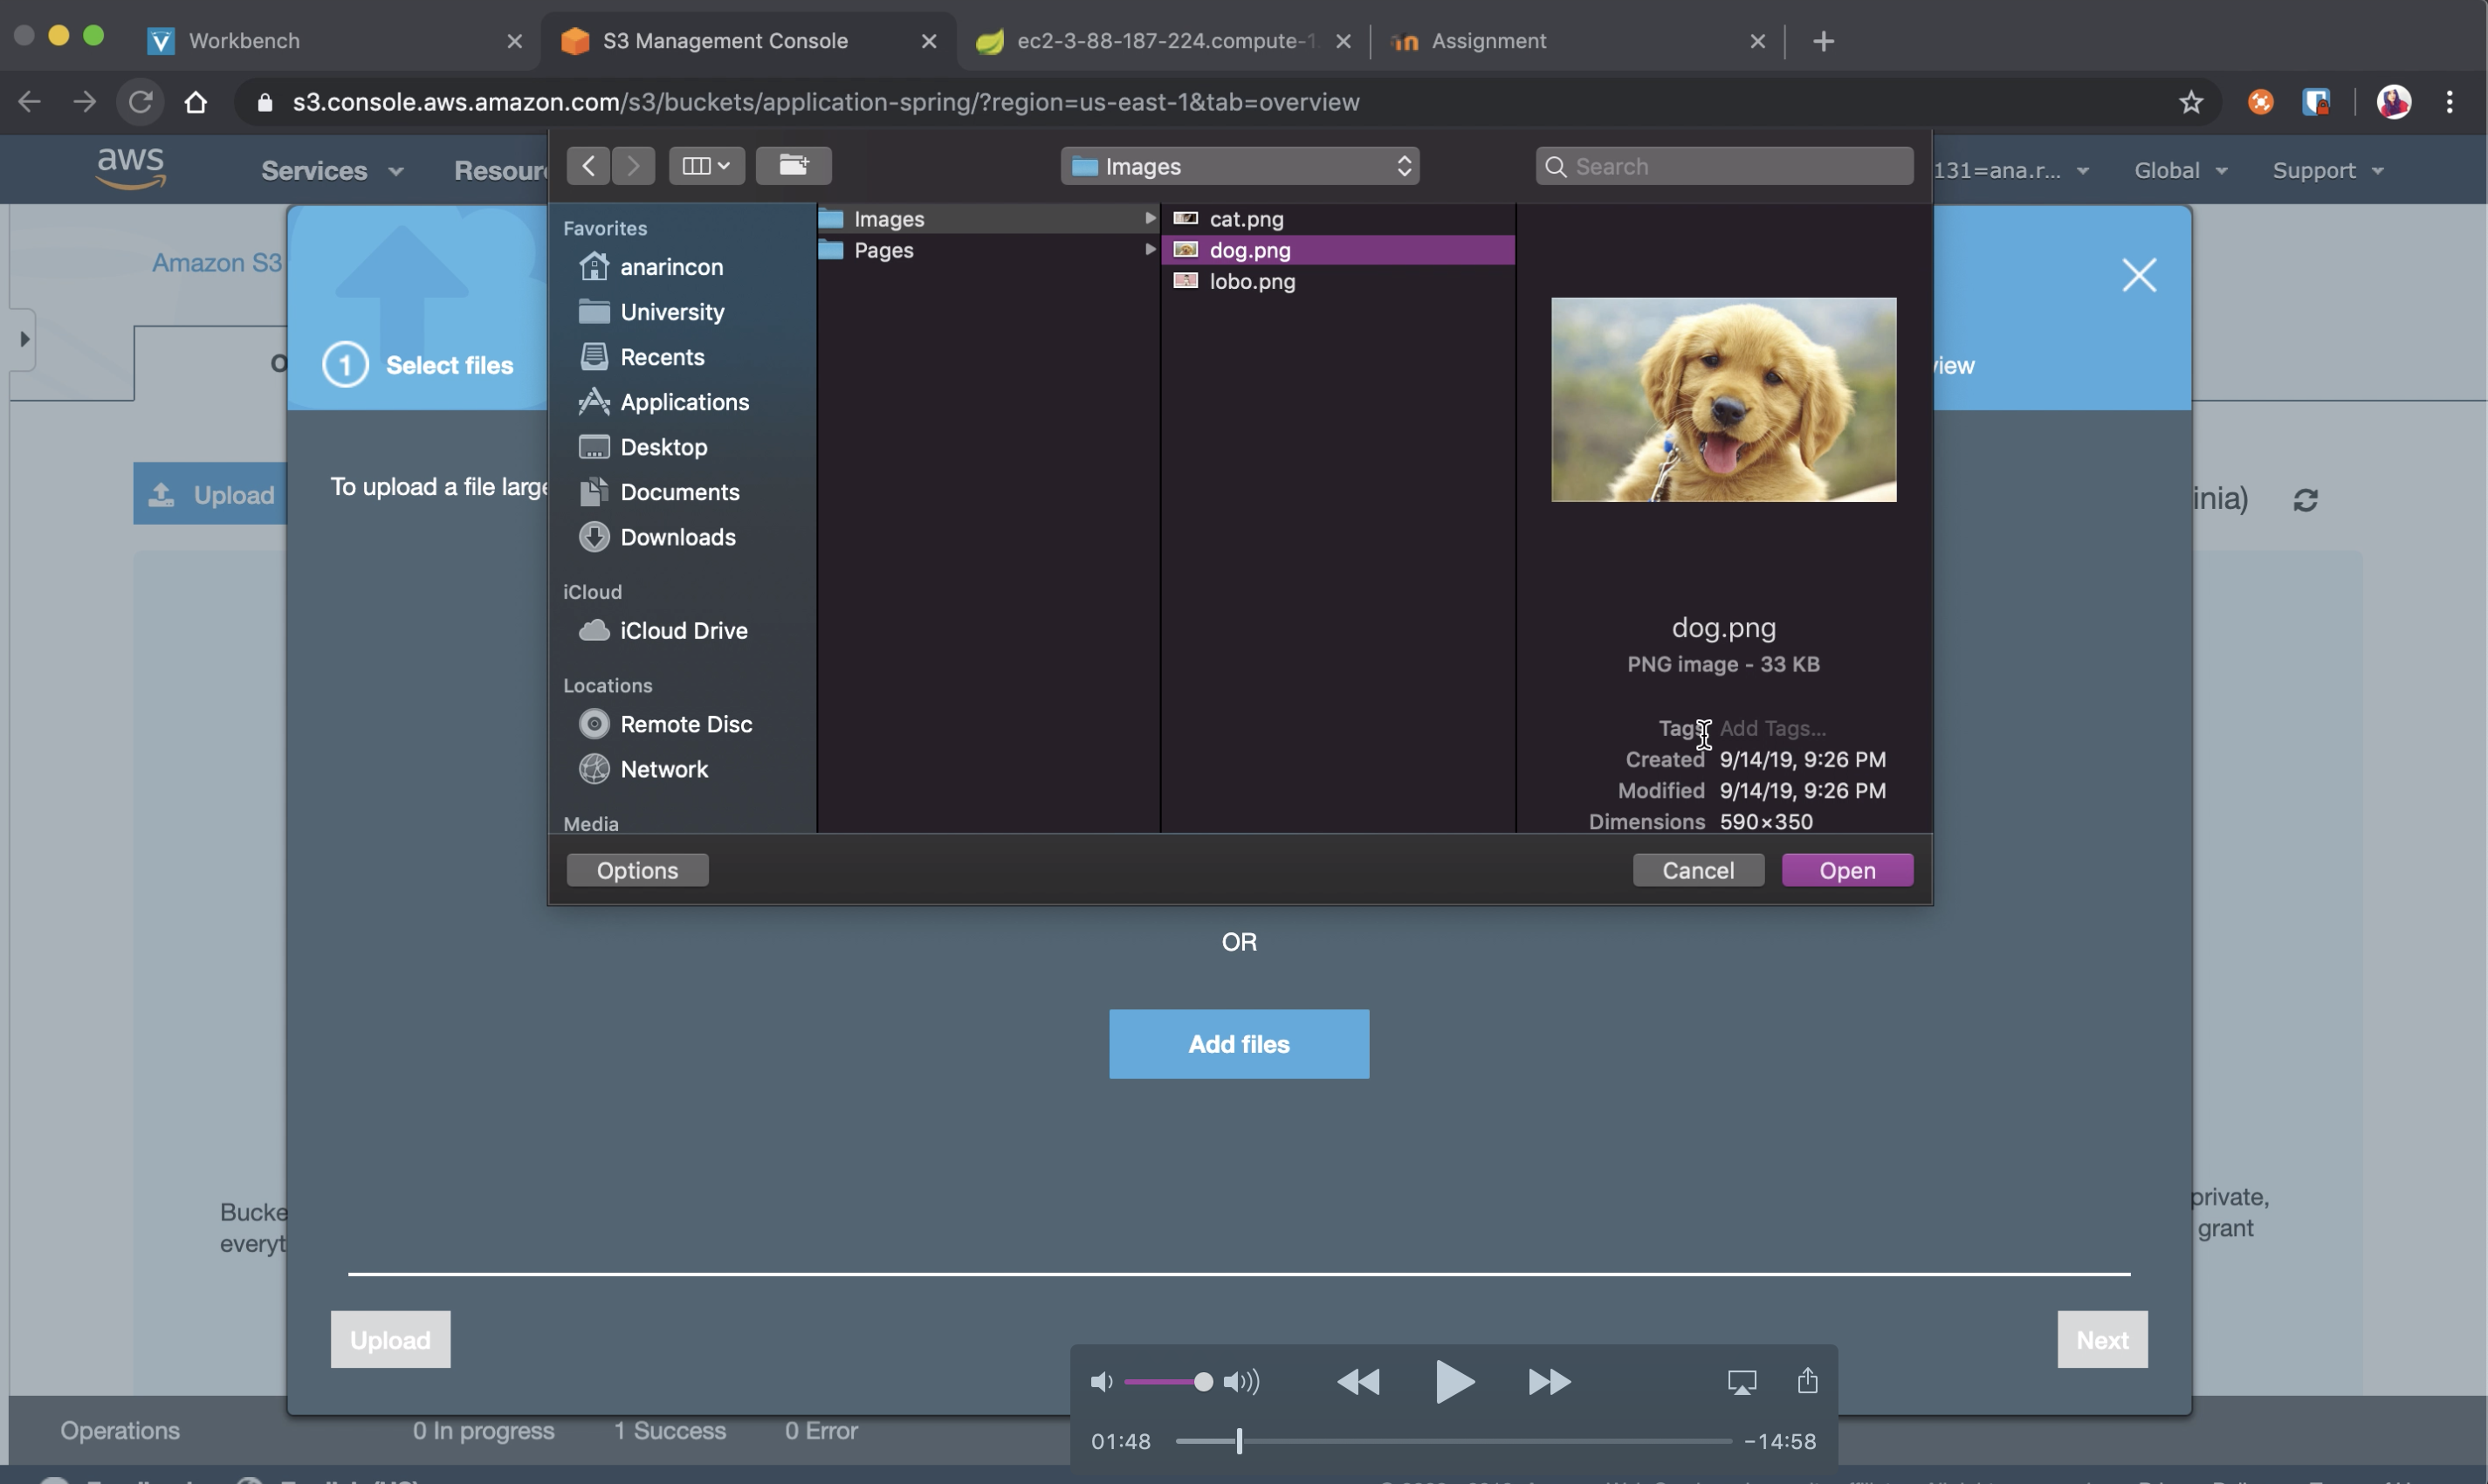 Workbench
S3 Management Console
ec2-3-88-187-224.compute-1
Assignment
s3.console.aws.amazon.com/s3/buckets/application-spring/?region=us-east-1&tab=overview
aws
Services
Images
Search
131=ana.r...
Global
Support
Amazon S3
1 Select files
Upload
To upload a file
Favorites
anarincon
University
Recents
Applications
Desktop
Documents
Downloads
iCloud
iCloud Drive
Locations
Remote Disc
Network
Media
Images
Pages
cat.png
dog.png
lobo.png
dog.png
PNG image - 33 KB
Tags Add Tags...
Created 9/14/19, 9:26 PM
Modified 9/14/19, 9:26 PM
Dimensions 590×350
Options
Cancel
Open
OR
Add files
private,
grant
Upload
Next
Operations
0 In progress
1 Success
0 Error
01:48
-14:58